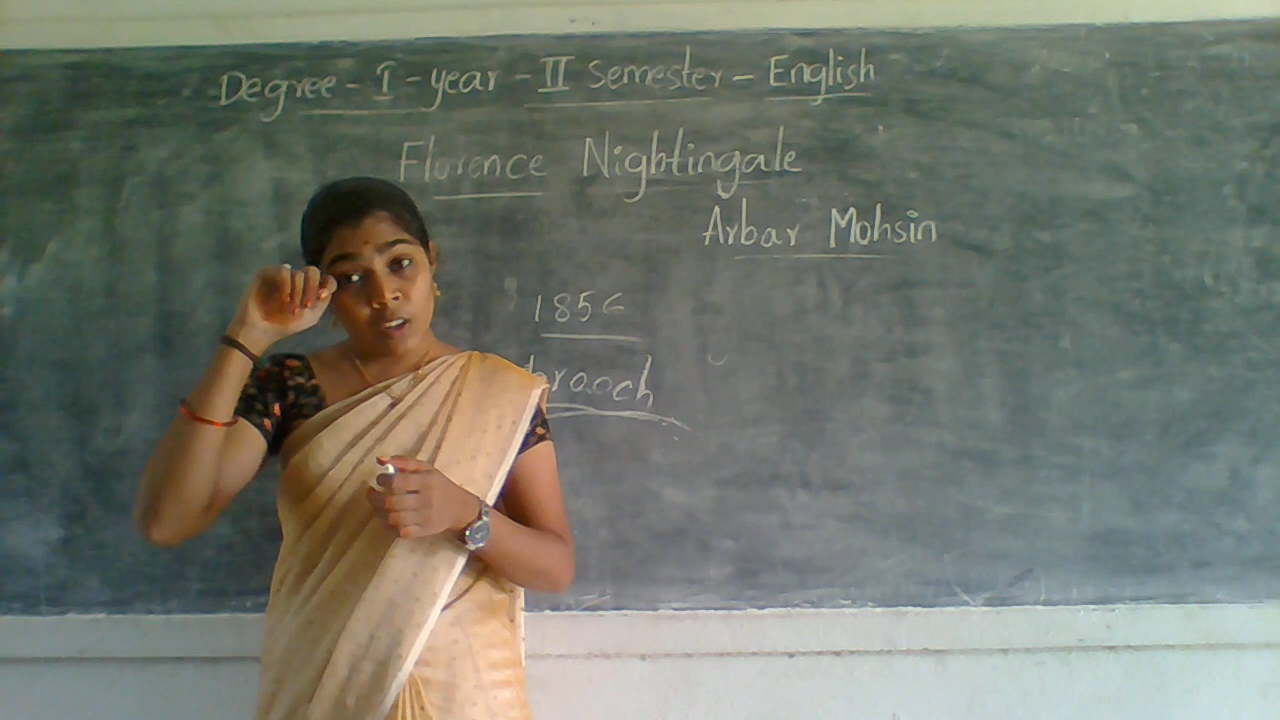 Degree - I - year - II Semester - English
Florence Nightingale
Arbar Mohsin
1856
brooch